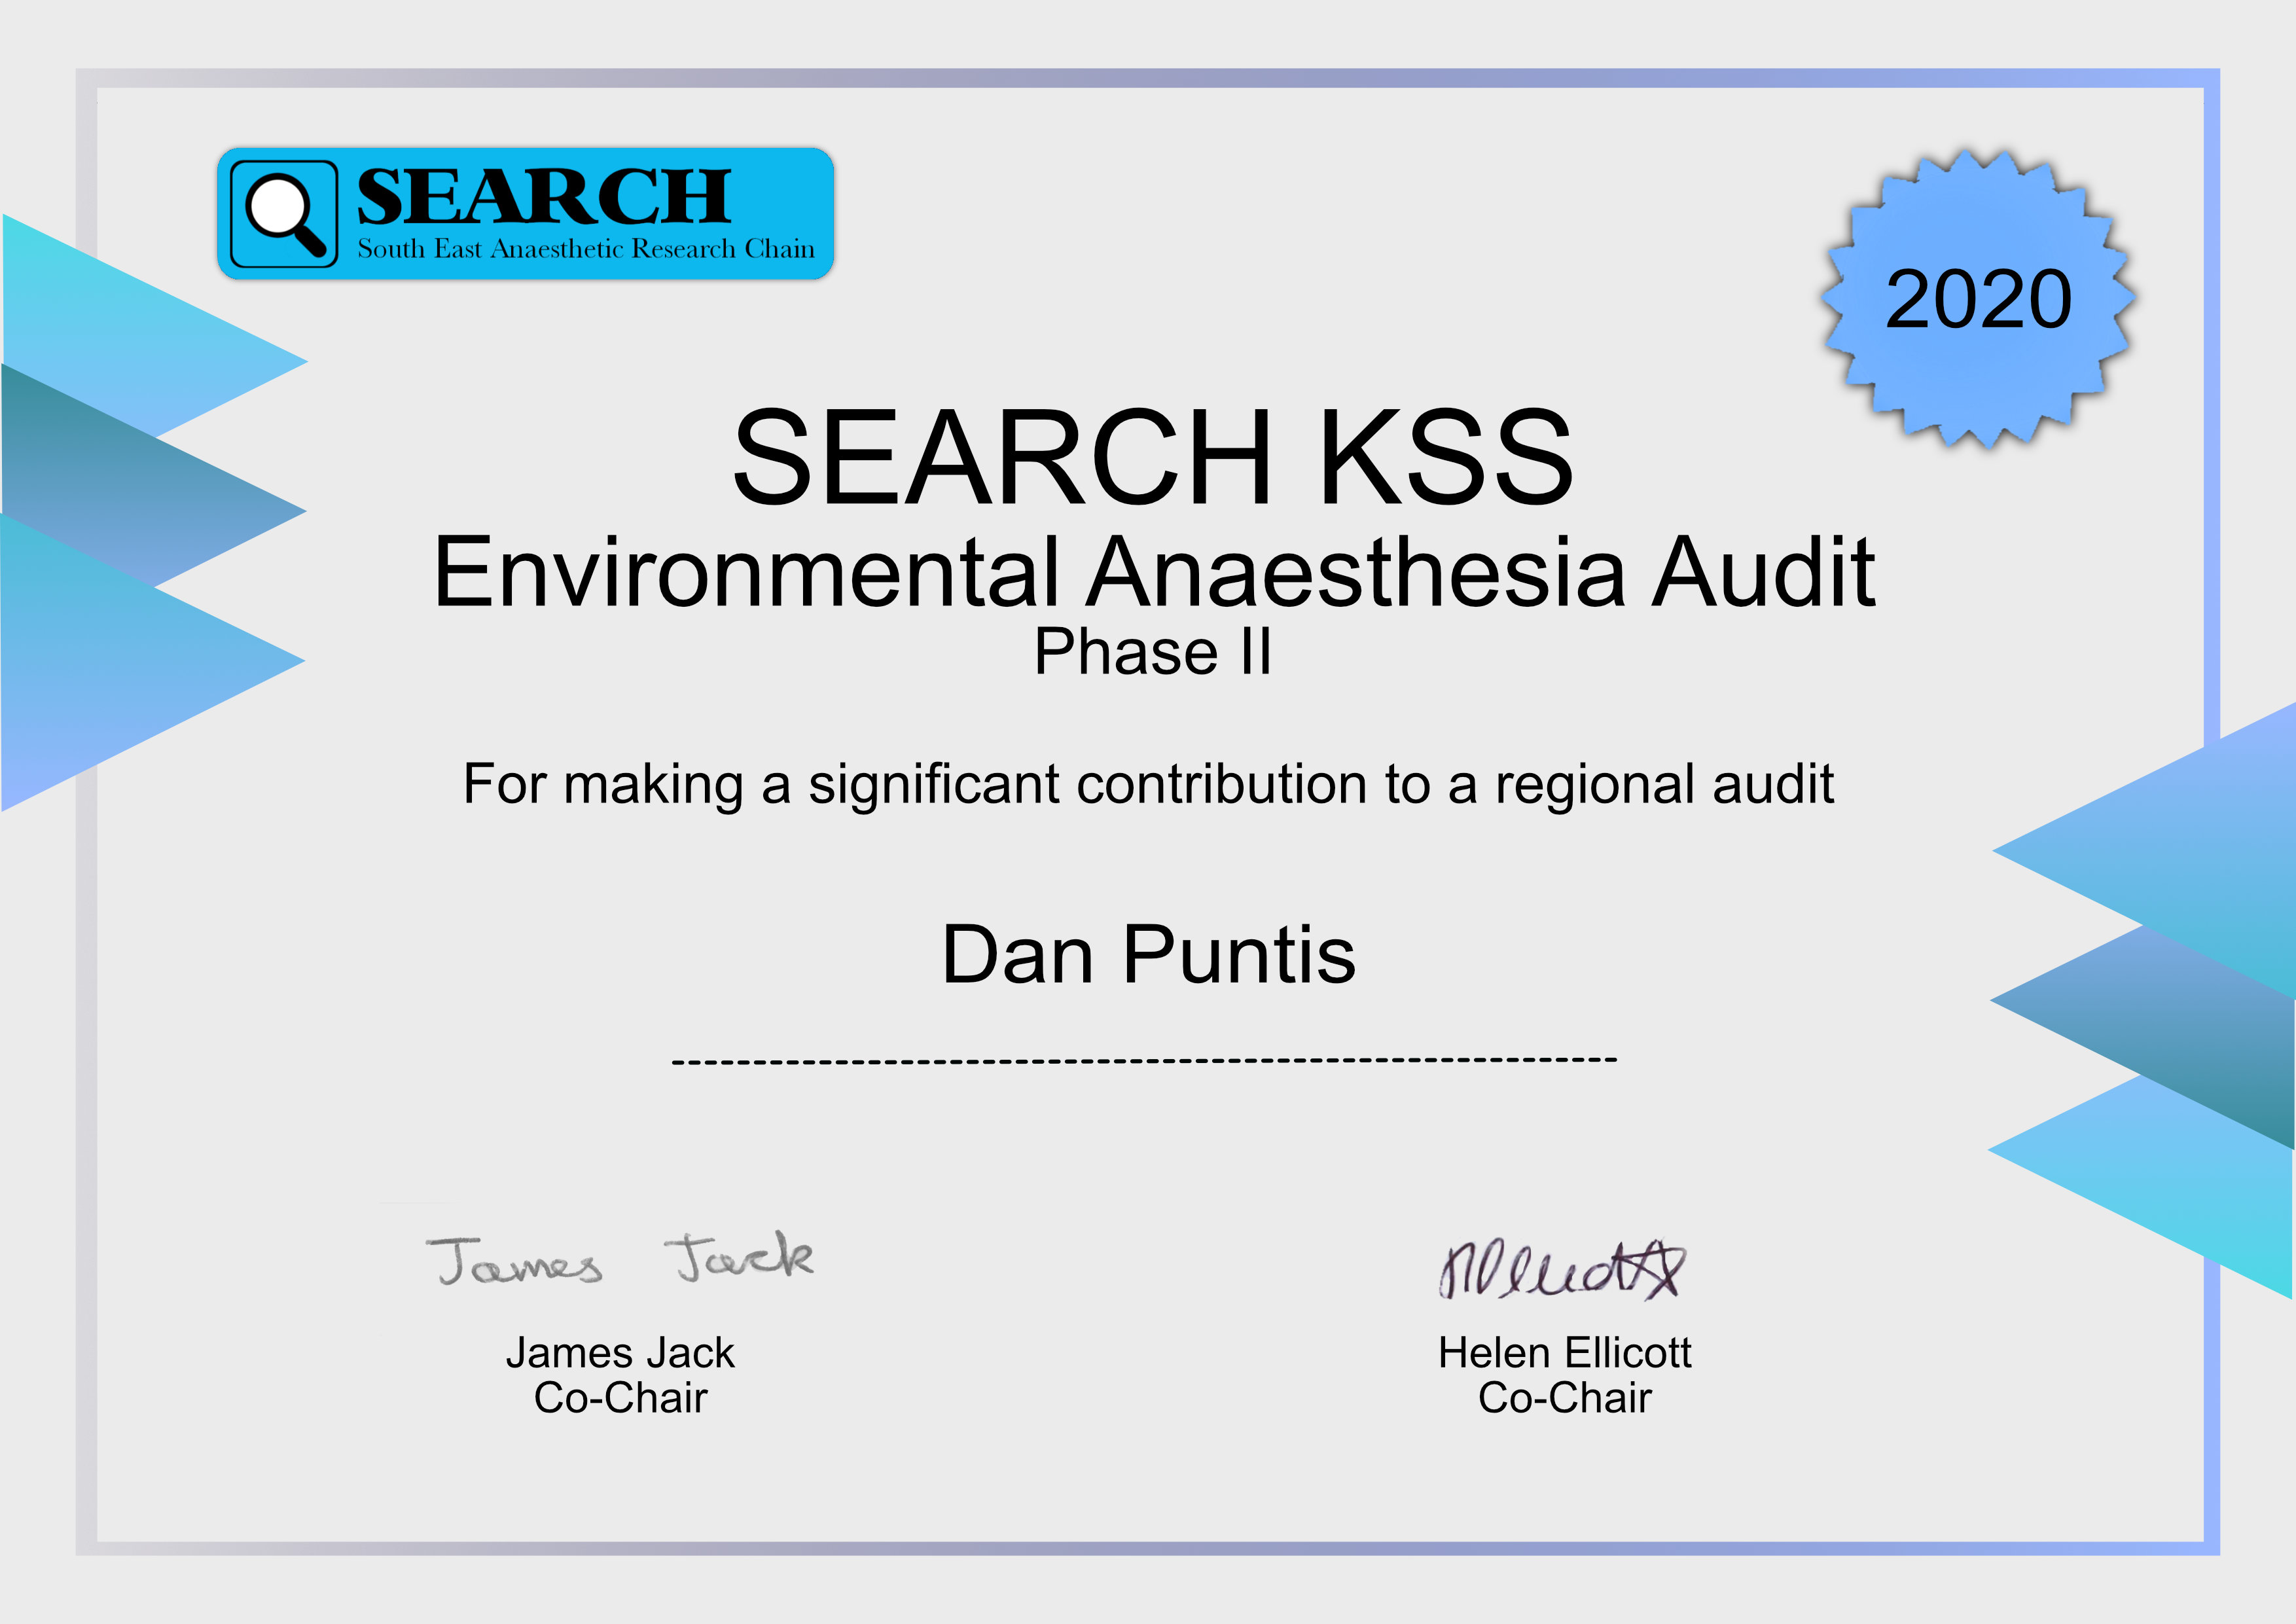 SEARCH
South East Anaesthetic Research Chain
2020
SEARCH KSS
Environmental Anaesthesia Audit
Phase II
For making a significant contribution to a regional audit
Dan Puntis
James Jack
James Jack
Co-Chair
Helen Ellicott
Co-Chair